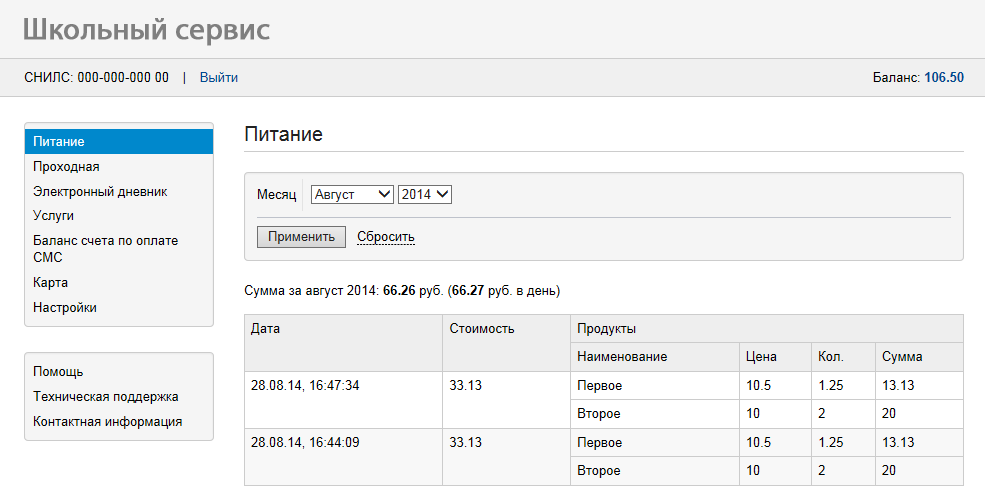 Школьный сервис
СНИЛС: 000-000-000 00 | Выйти
Баланс: 106.50
Питание
Проходная
Электронный дневник
Услуги
Баланс счета по оплате
СМС
Карта
Настройки
Помощь
Техническая поддержка
Контактная информация
Питание
Месяц Август 2014
Применить Сбросить
Сумма за август 2014: 66.26 руб. (66.27 руб. в день)
Дата Стоимость Продукты
Наименование Цена Кол. Сумма
28.08.14, 16:47:34 33.13 Первое 10.5 1.25 13.13
Второе 10 2 20
28.08.14, 16:44:09 33.13 Первое 10.5 1.25 13.13
Второе 10 2 20